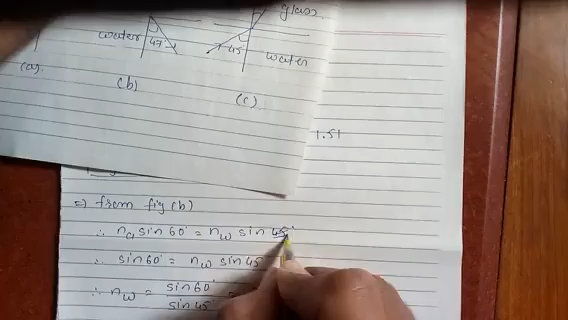 glass.
water 47°
45°
water
(a).
(b)
(c)
1.51
⇒ from fig (b)
∴ na sin 60° = nw sin 45°
∴ sin 60° = nw sin 45
∴ nw = sin 60° / sin 45°